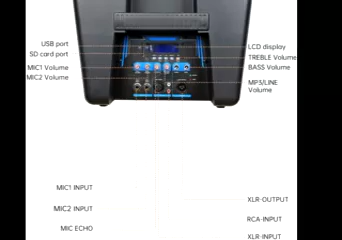 USB port
SD card port
MIC1 Volume
MIC2 Volume
LCD display
TREBLE Volume
BASS Volume
MP3/LINE
Volume
MIC1 INPUT
MIC2 INPUT
MIC ECHO
XLR-OUTPUT
RCA-INPUT
XLR-INPUT